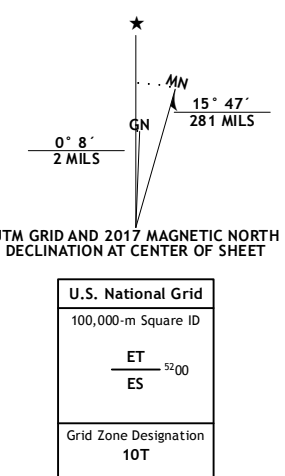 ★
MN
15° 47´
281 MILS
GN
0° 8´
2 MILS
UTM GRID AND 2017 MAGNETIC NORTH
DECLINATION AT CENTER OF SHEET
U.S. National Grid
100,000-m Square ID
ET
5200
ES
Grid Zone Designation
10T